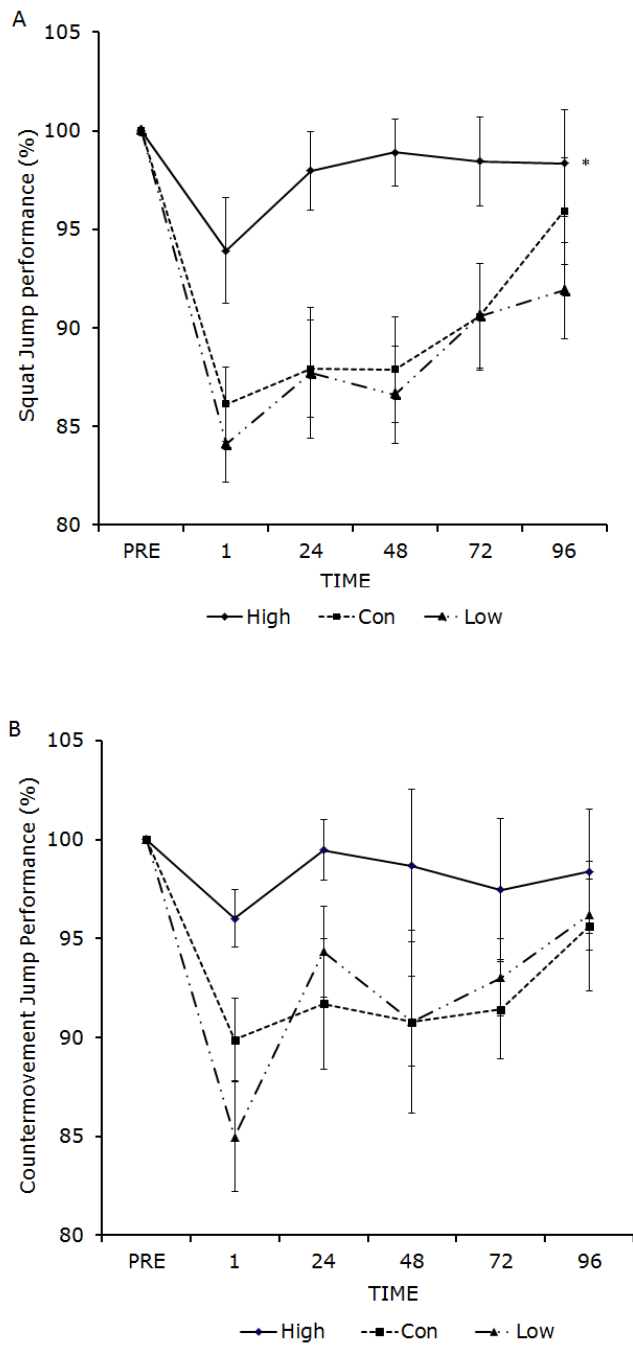 A
105
100
95
90
85
80
Squat Jump performance (%)
*
PRE 1 24 48 72 96
TIME
High Con Low
B
105
100
95
90
85
80
Countermovement Jump Performance (%)
PRE 1 24 48 72 96
TIME
High Con Low